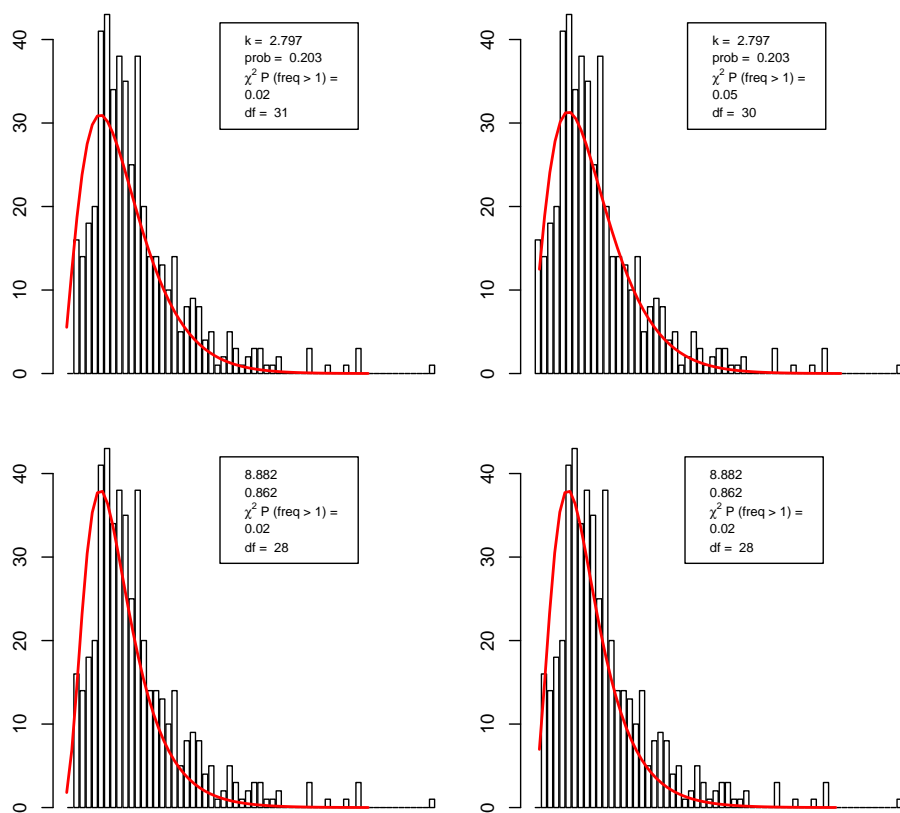 k = 2.797
prob = 0.203
χ² P (freq > 1) =
0.02
df = 31
0 10 20 30 40
k = 2.797
prob = 0.203
χ² P (freq > 1) =
0.05
df = 30
0 10 20 30 40
8.882
0.862
χ² P (freq > 1) =
0.02
df = 28
0 10 20 30 40
8.882
0.862
χ² P (freq > 1) =
0.02
df = 28
0 10 20 30 40